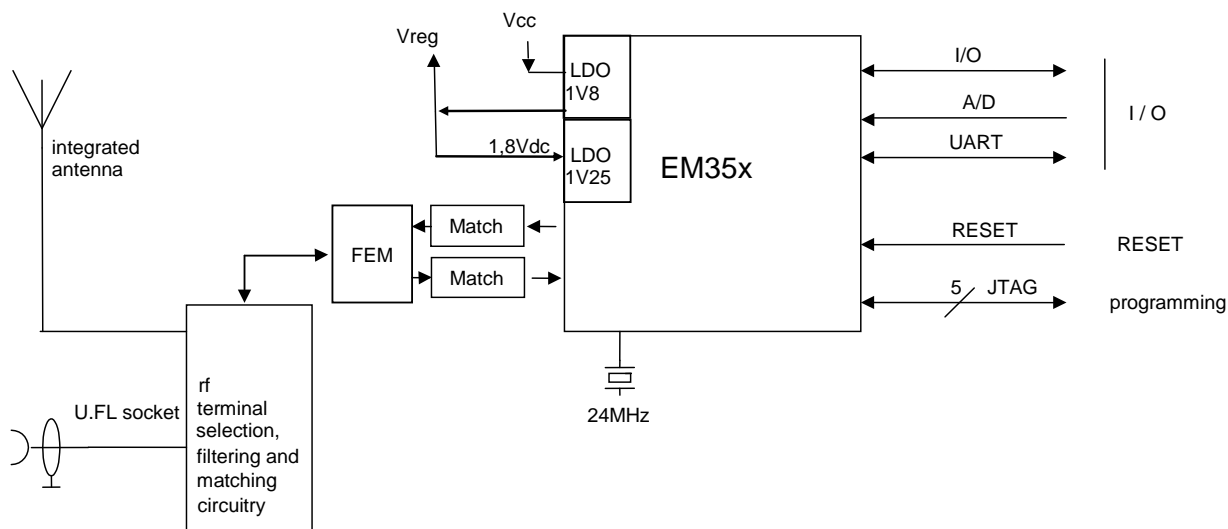 Vcc
Vreg
LDO
1V8
1,8Vdc
LDO
1V25
EM35x
I/O
A/D
UART
I / O
integrated
antenna
FEM
Match
Match
RESET
RESET
5
JTAG
programming
24MHz
U.FL socket
rf
terminal
selection,
filtering and
matching
circuitry